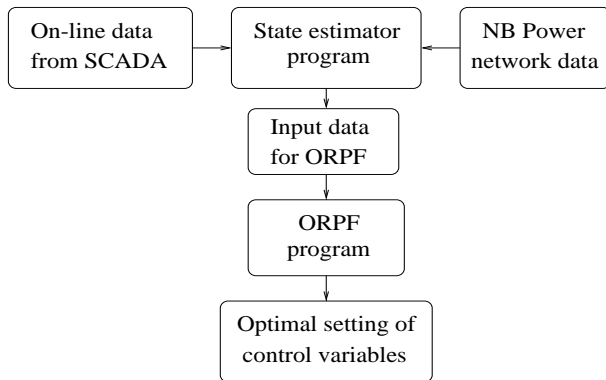 On-line data
from SCADA
State estimator
program
NB Power
network data
Input data
for ORPF
ORPF
program
Optimal setting of
control variables